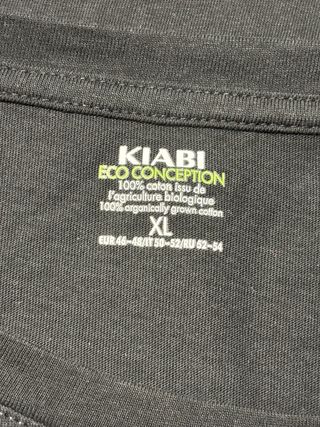 KIABI
ECO CONCEPTION
100% coton issu de
l'agriculture biologique
100% organically grown cotton
XL
EUR 46-48/IT 50-52/RU 52-54